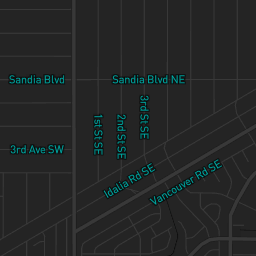 Sandia Blvd
Sandia Blvd NE
1st St SE
2nd St SE
3rd St SE
3rd Ave SW
Idalia Rd SE
Vancouver Rd SE